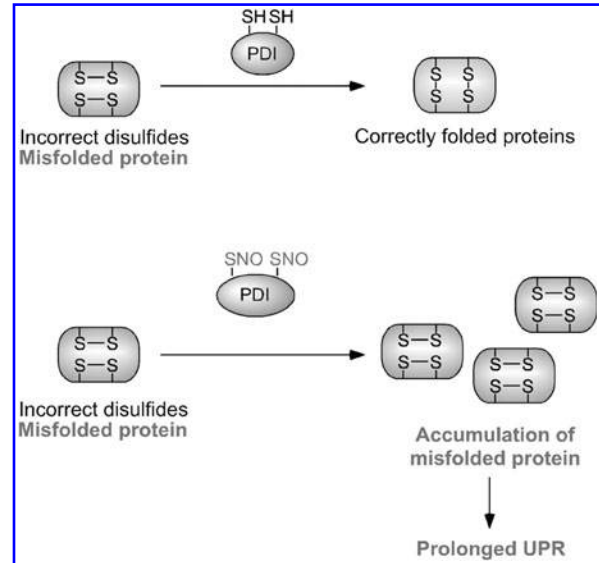 SH SH
PDI
S—S
S—S
S S
S S
Incorrect disulfides
Misfolded protein
Correctly folded proteins
SNO SNO
PDI
S—S
S—S
S—S
S—S
S—S
S—S
S—S
S—S
Incorrect disulfides
Misfolded protein
Accumulation of
misfolded protein
Prolonged UPR